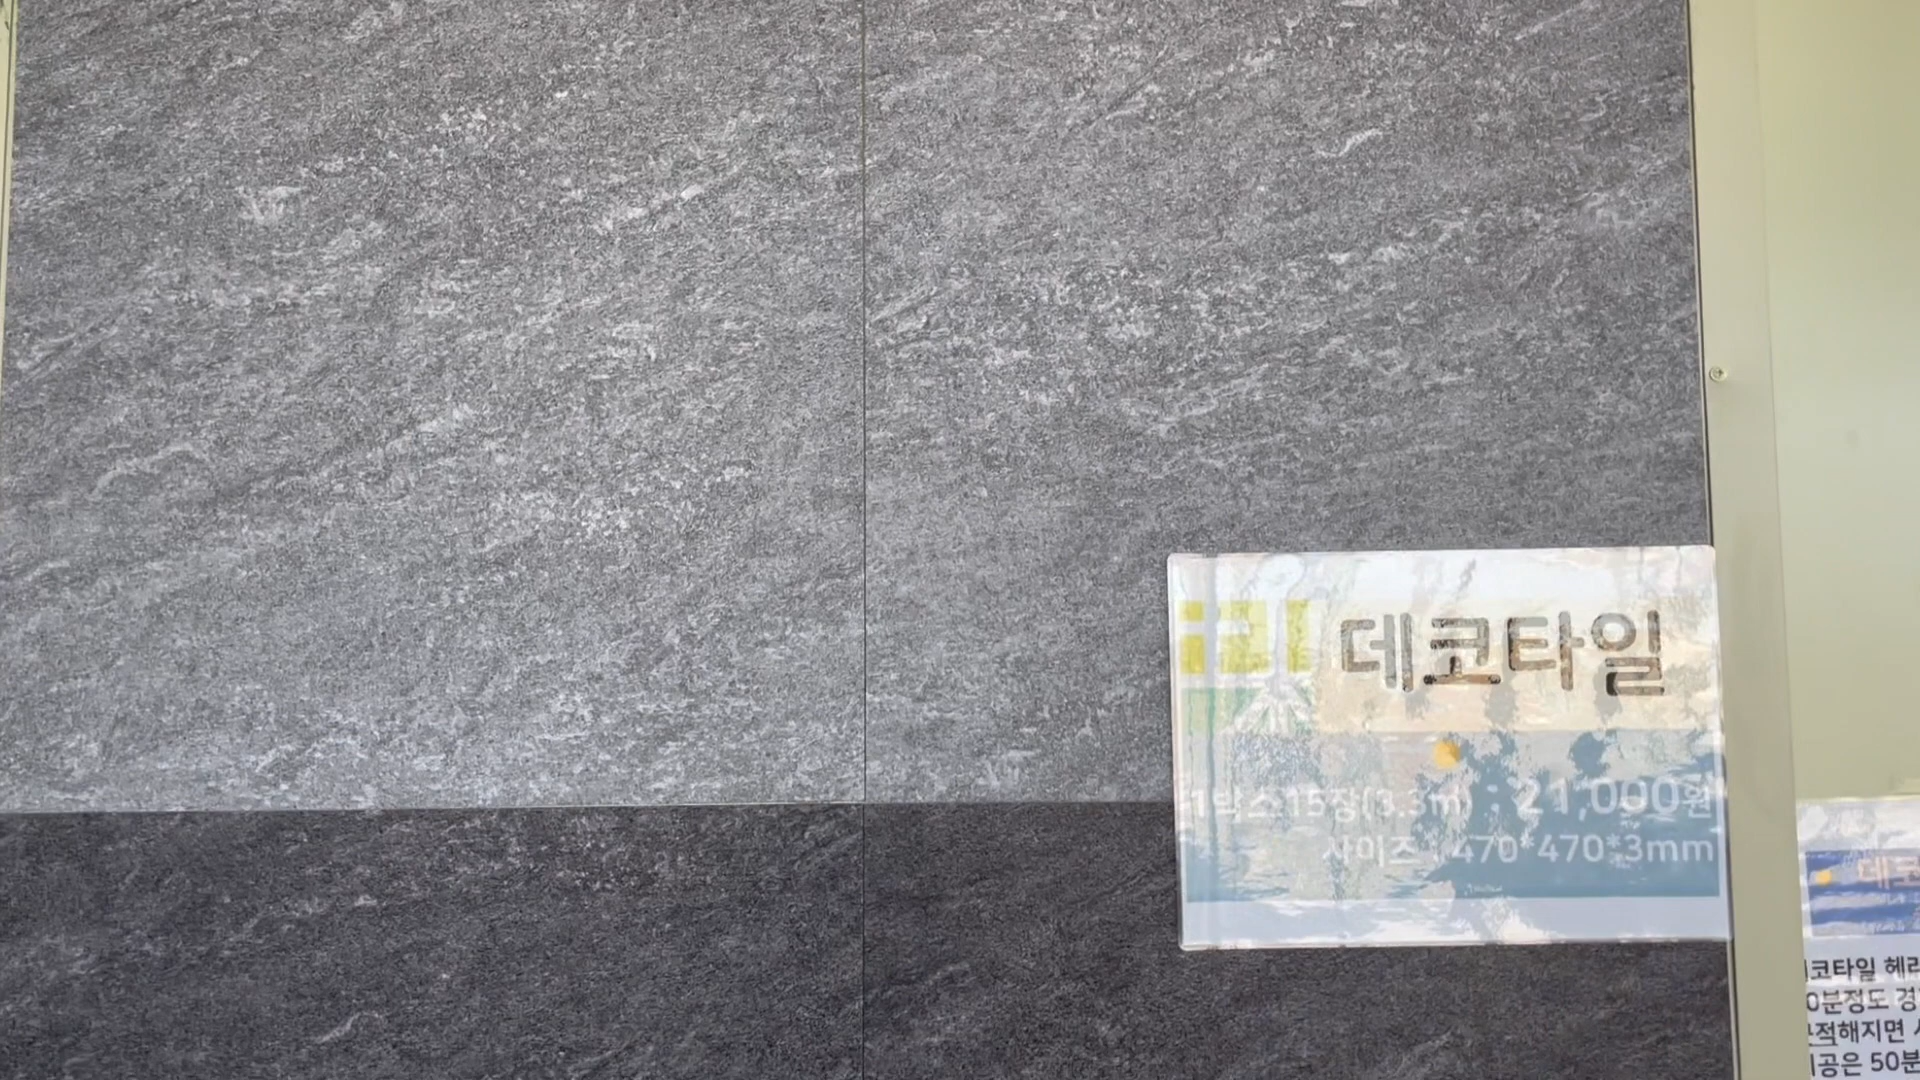 데코타일
1박스15장(3.3m) : 21,000원
사이즈 : 470*470*3mm
코타일 헤라
0분정도 경
적해지면
공은 50분